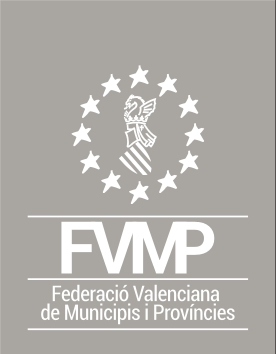 FVMP
Federació Valenciana
de Municipis i Províncies